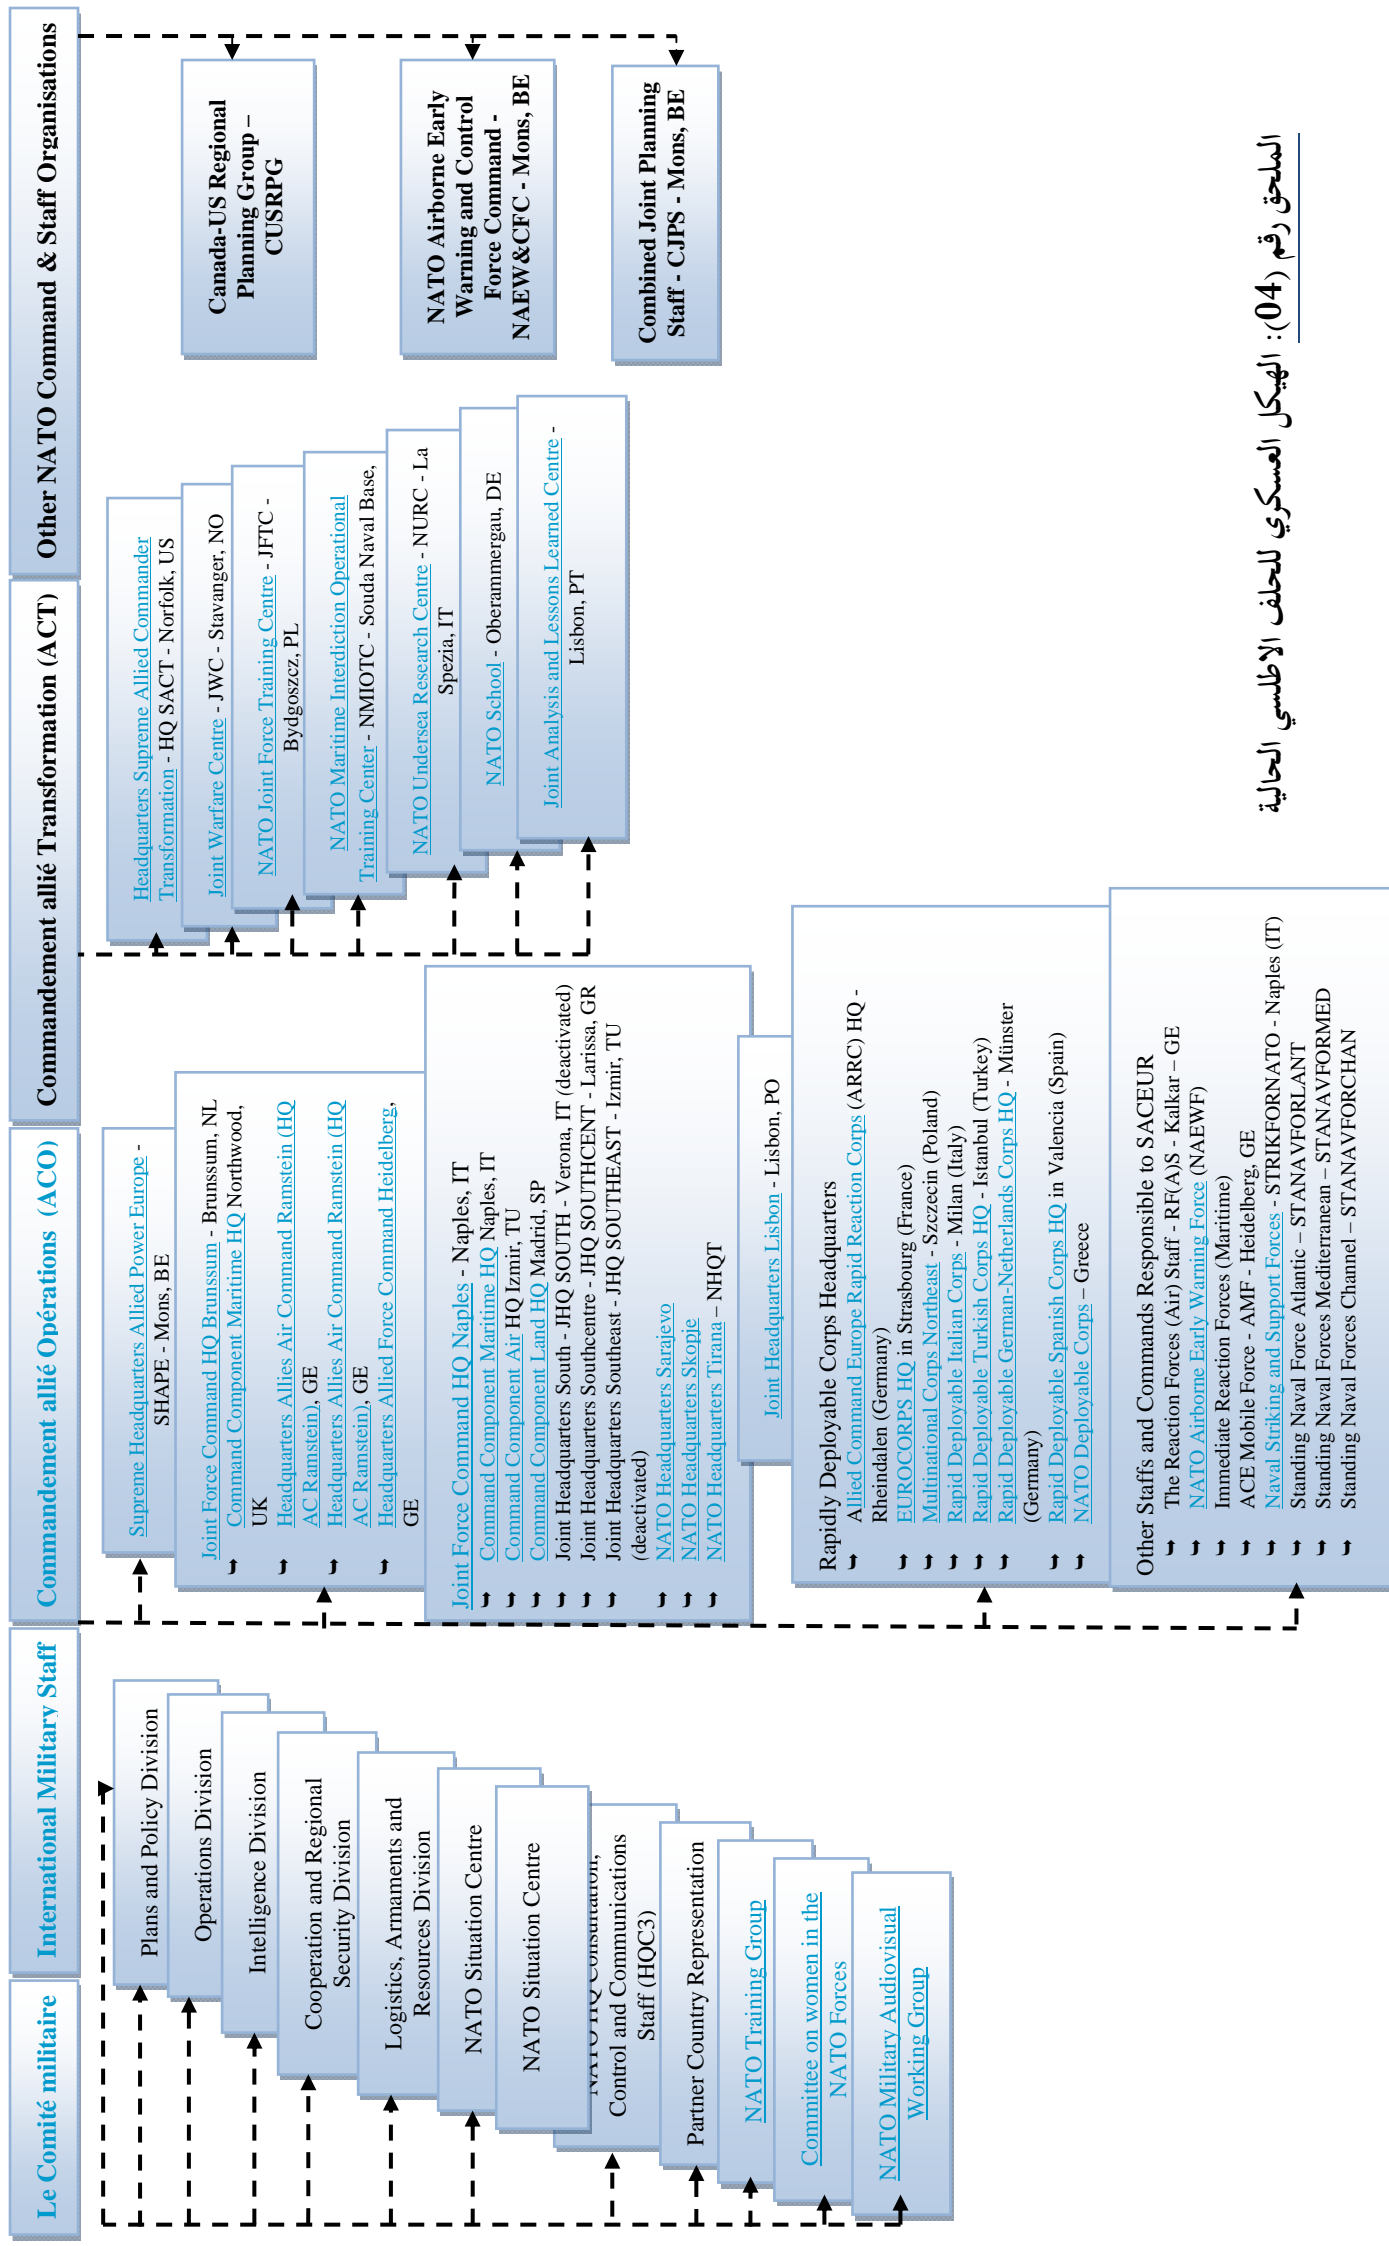 Le Comité militaire
International Military Staff
Commandement allié Opérations (ACO)
Commandement allié Transformation (ACT)
Other NATO Command & Staff Organisations
Plans and Policy Division
Operations Division
Intelligence Division
Cooperation and Regional
Security Division
Logistics, Armaments and
Resources Division
NATO Situation Centre
NATO Situation Centre
NATO HQ Consultation,
Control and Communications
Staff (HQC3)
Partner Country Representation
NATO Training Group
Committee on women in the
NATO Forces
NATO Military Audiovisual
Working Group
Supreme Headquarters Allied Power Europe -
SHAPE - Mons, BE
Joint Force Command HQ Brunssum - Brunssum, NL
Command Component Maritime HQ Northwood,
UK
Headquarters Allies Air Command Ramstein (HQ
AC Ramstein), GE
Headquarters Allies Air Command Ramstein (HQ
AC Ramstein), GE
Headquarters Allied Force Command Heidelberg,
GE
Joint Force Command HQ Naples - Naples, IT
Command Component Maritime HQ Naples, IT
Command Component Air HQ Izmir, TU
Command Component Land HQ Madrid, SP
Joint Headquarters South - JHQ SOUTH - Verona, IT (deactivated)
Joint Headquarters Southcentre - JHQ SOUTHCENT - Larissa, GR
Joint Headquarters Southeast - JHQ SOUTHEAST - Izmir, TU
(deactivated)
NATO Headquarters Sarajevo
NATO Headquarters Skopje
NATO Headquarters Tirana – NHQT
Joint Headquarters Lisbon - Lisbon, PO
Rapidly Deployable Corps Headquarters
Allied Command Europe Rapid Reaction Corps (ARRC) HQ -
Rheindalen (Germany)
EUROCORPS HQ in Strasbourg (France)
Multinational Corps Northeast - Szczecin (Poland)
Rapid Deployable Italian Corps - Milan (Italy)
Rapid Deployable Turkish Corps HQ - Istanbul (Turkey)
Rapid Deployable German-Netherlands Corps HQ - Münster
(Germany)
Rapid Deployable Spanish Corps HQ in Valencia (Spain)
NATO Deployable Corps – Greece
Other Staffs and Commands Responsible to SACEUR
The Reaction Forces (Air) Staff - RF(A)S - Kalkar – GE
NATO Airborne Early Warning Force (NAEWF)
Immediate Reaction Forces (Maritime)
ACE Mobile Force - AMF - Heidelberg, GE
Naval Striking and Support Forces - STRIKFORNATO - Naples (IT)
Standing Naval Force Atlantic – STANAVFORLANT
Standing Naval Forces Mediterranean – STANAVFORMED
Standing Naval Forces Channel – STANAVFORCHAN
Headquarters Supreme Allied Commander
Transformation - HQ SACT - Norfolk, US
Joint Warfare Centre - JWC - Stavanger, NO
NATO Joint Force Training Centre - JFTC -
Bydgoszcz, PL
NATO Maritime Interdiction Operational
Training Center - NMIOTC - Souda Naval Base,
NATO Undersea Research Centre - NURC - La
Spezia, IT
NATO School - Oberammergau, DE
Joint Analysis and Lessons Learned Centre -
Lisbon, PT
Canada-US Regional
Planning Group –
CUSRPG
NATO Airborne Early
Warning and Control
Force Command -
NAEW&CFC - Mons, BE
Combined Joint Planning
Staff - CJPS - Mons, BE
الملحق رقم (04): الهيكل العسكري للحلف الاطلسي الحالية